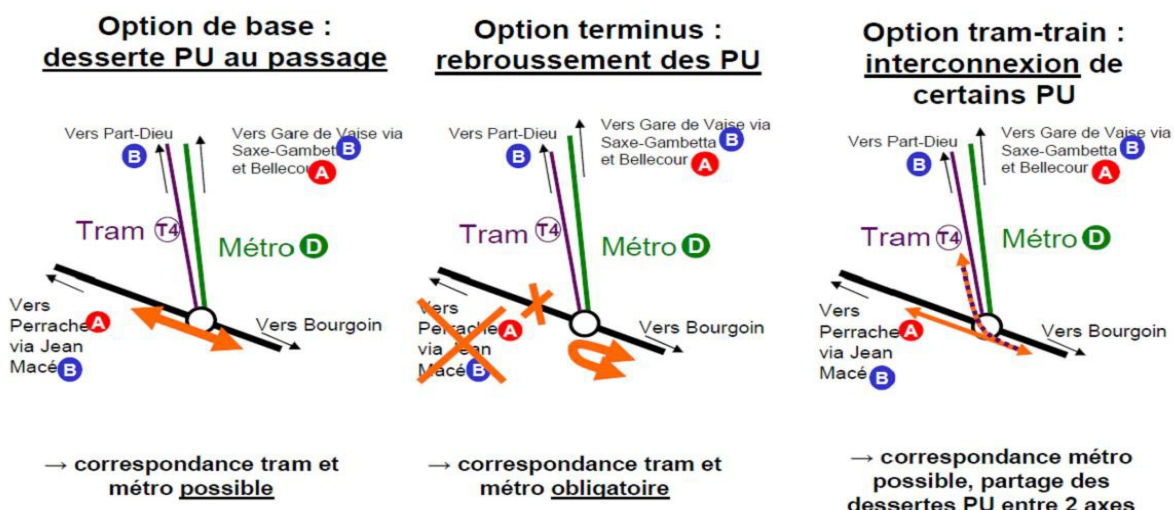 Option de base :
desserte PU au passage
Vers Part-Dieu
B
Vers Gare de Vaise via
Saxe-Gambetta B
et Bellecour A
Tram T4
Métro D
Vers
Perrache A
via Jean
Macé B
Vers Bourgoin
→ correspondance tram et
métro possible
Option terminus :
rebroussement des PU
Vers Part-Dieu
B
Vers Gare de Vaise via
Saxe-Gambetta B
et Bellecour A
Tram T4
Métro D
Vers
Perrache A
via Jean
Macé B
Vers Bourgoin
→ correspondance tram et
métro obligatoire
Option tram-train :
interconnexion de
certains PU
Vers Part-Dieu
B
Vers Gare de Vaise via
Saxe-Gambetta B
et Bellecour A
Tram T4
Métro D
Vers
Perrache A
via Jean
Macé B
Vers Bourgoin
→ correspondance métro
possible, partage des
dessertes PU entre 2 axes